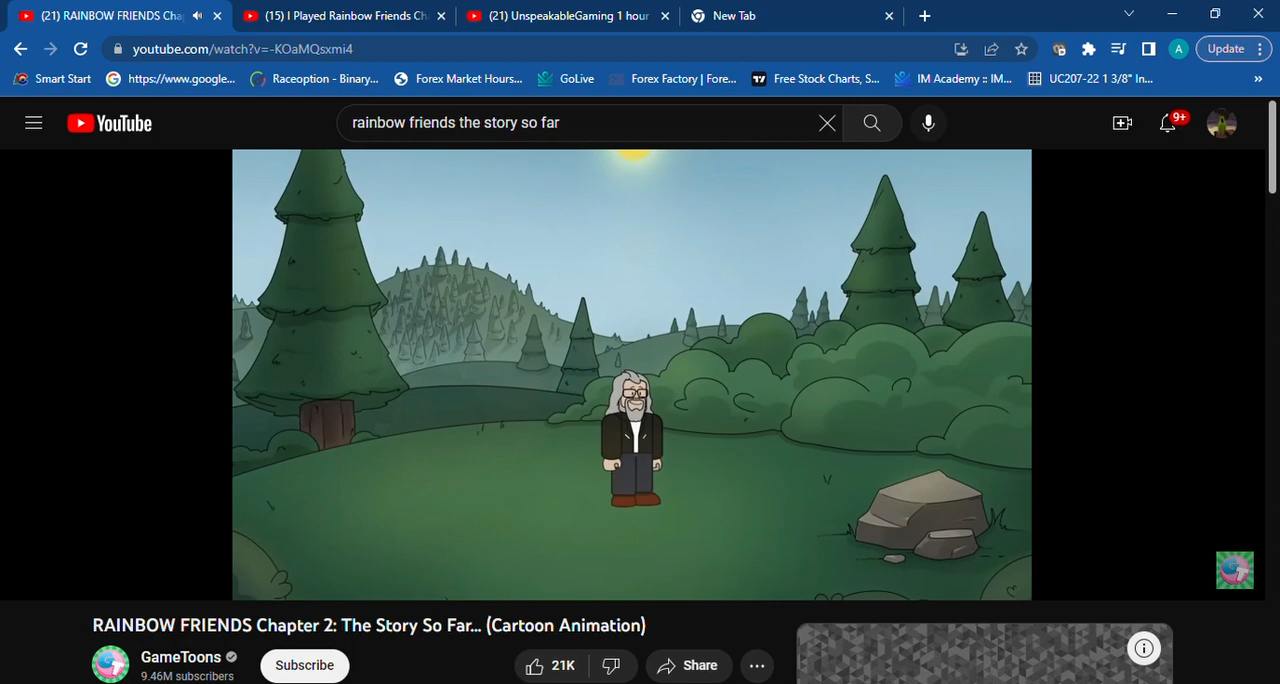 (21) RAINBOW FRIENDS Cha
(15) I Played Rainbow Friends Ch
(21) UnspeakableGaming 1 hour
New Tab
youtube.com/watch?v=-KOaMQsxmi4
A
Update
Smart Start
https://www.google...
Raceoption - Binary...
Forex Market Hours...
GoLive
Forex Factory | Fore...
Free Stock Charts, S...
IM Academy :: IM...
UC207-22 1 3/8" In...
»
YouTube
rainbow friends the story so far
9+
GT
RAINBOW FRIENDS Chapter 2: The Story So Far... (Cartoon Animation)
GameToons
9.46M subscribers
Subscribe
21K
Share